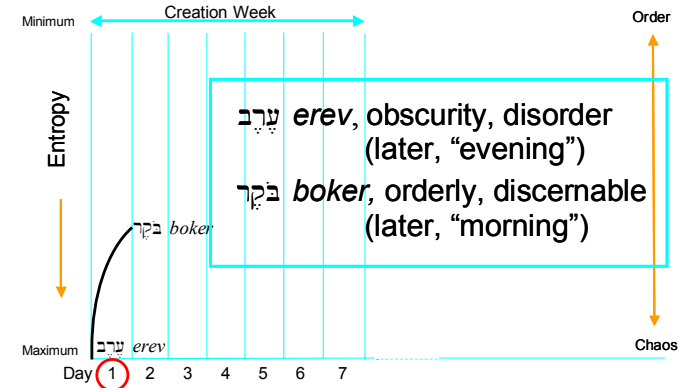 Creation Week
Minimum
Order
Entropy
עֶרֶב erev, obscurity, disorder
(later, “evening”)
בֹּקֶר boker, orderly, discernable
(later, “morning”)
בֹּקֶר boker
עֶרֶב erev
Maximum
Chaos
Day 1 2 3 4 5 6 7